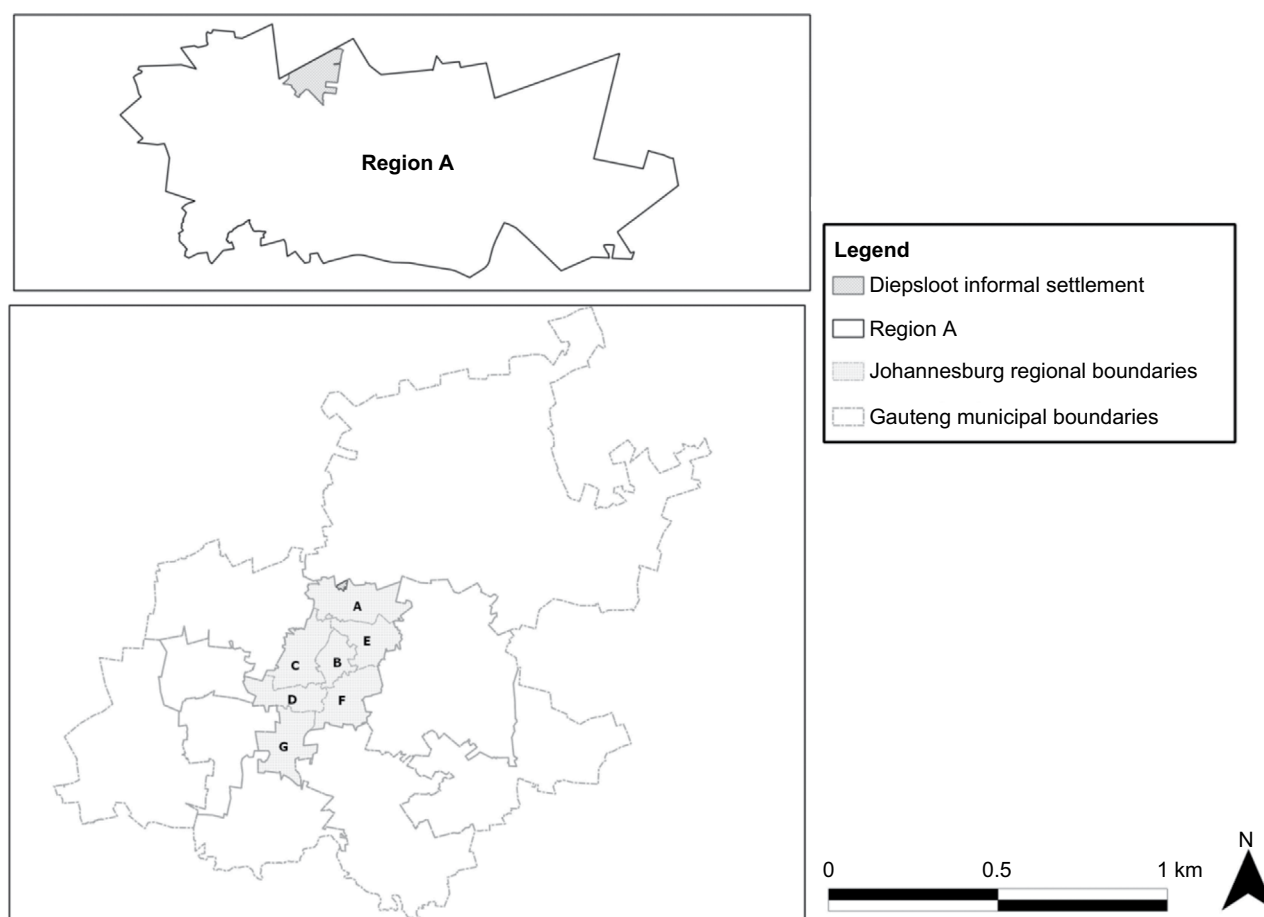 Region A
Legend
Diepsloot informal settlement
Region A
Johannesburg regional boundaries
Gauteng municipal boundaries
A
E
B
C
D
F
G
0 0.5 1 km
N